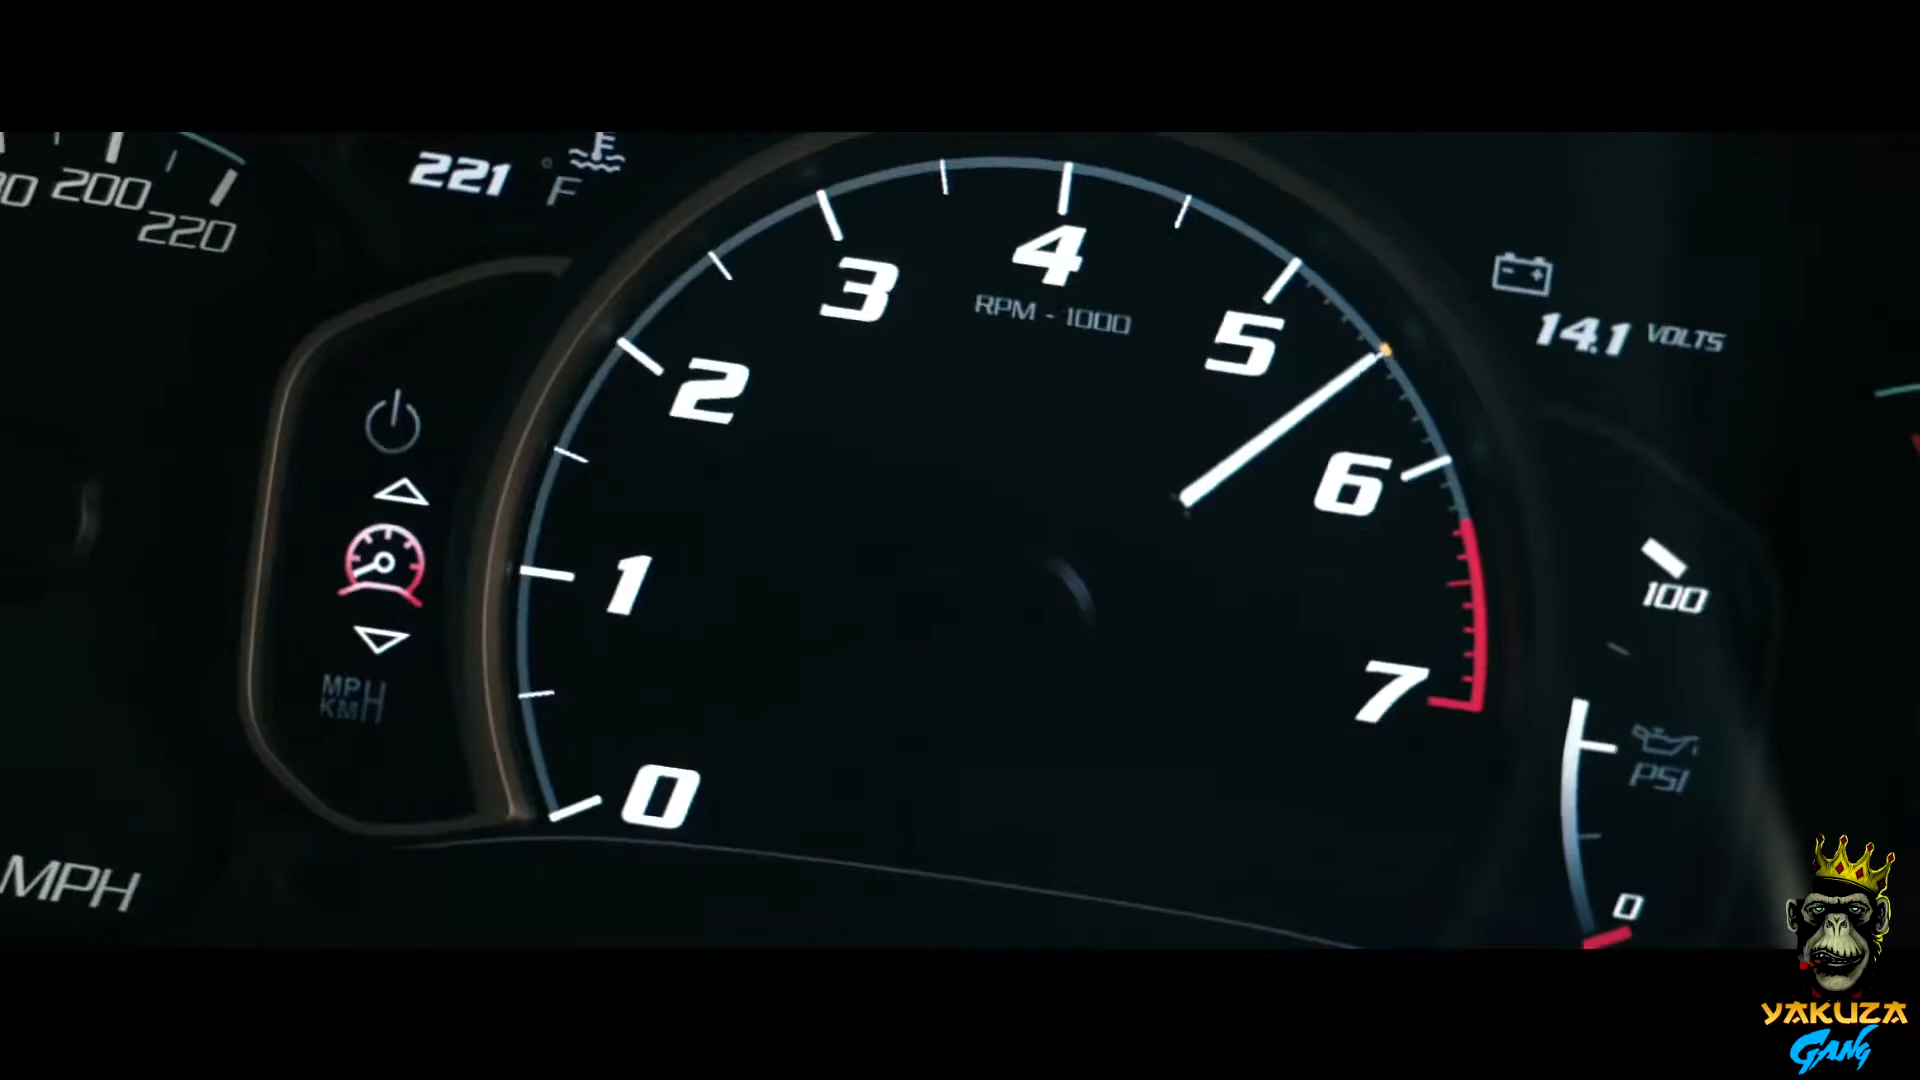 200
220
221 °F
4
RPM - 1000
3
5
2
6
1
7
0
14.1 VOLTS
100
PSI
0
MPH
KM/H
MPH
YAKUZA
GANG